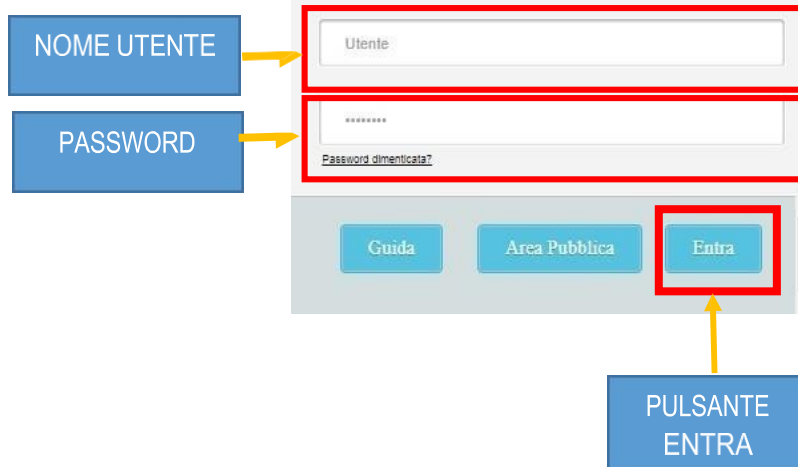 NOME UTENTE
Utente
PASSWORD
••••••••
Password dimenticata?
Guida
Area Pubblica
Entra
PULSANTE
ENTRA